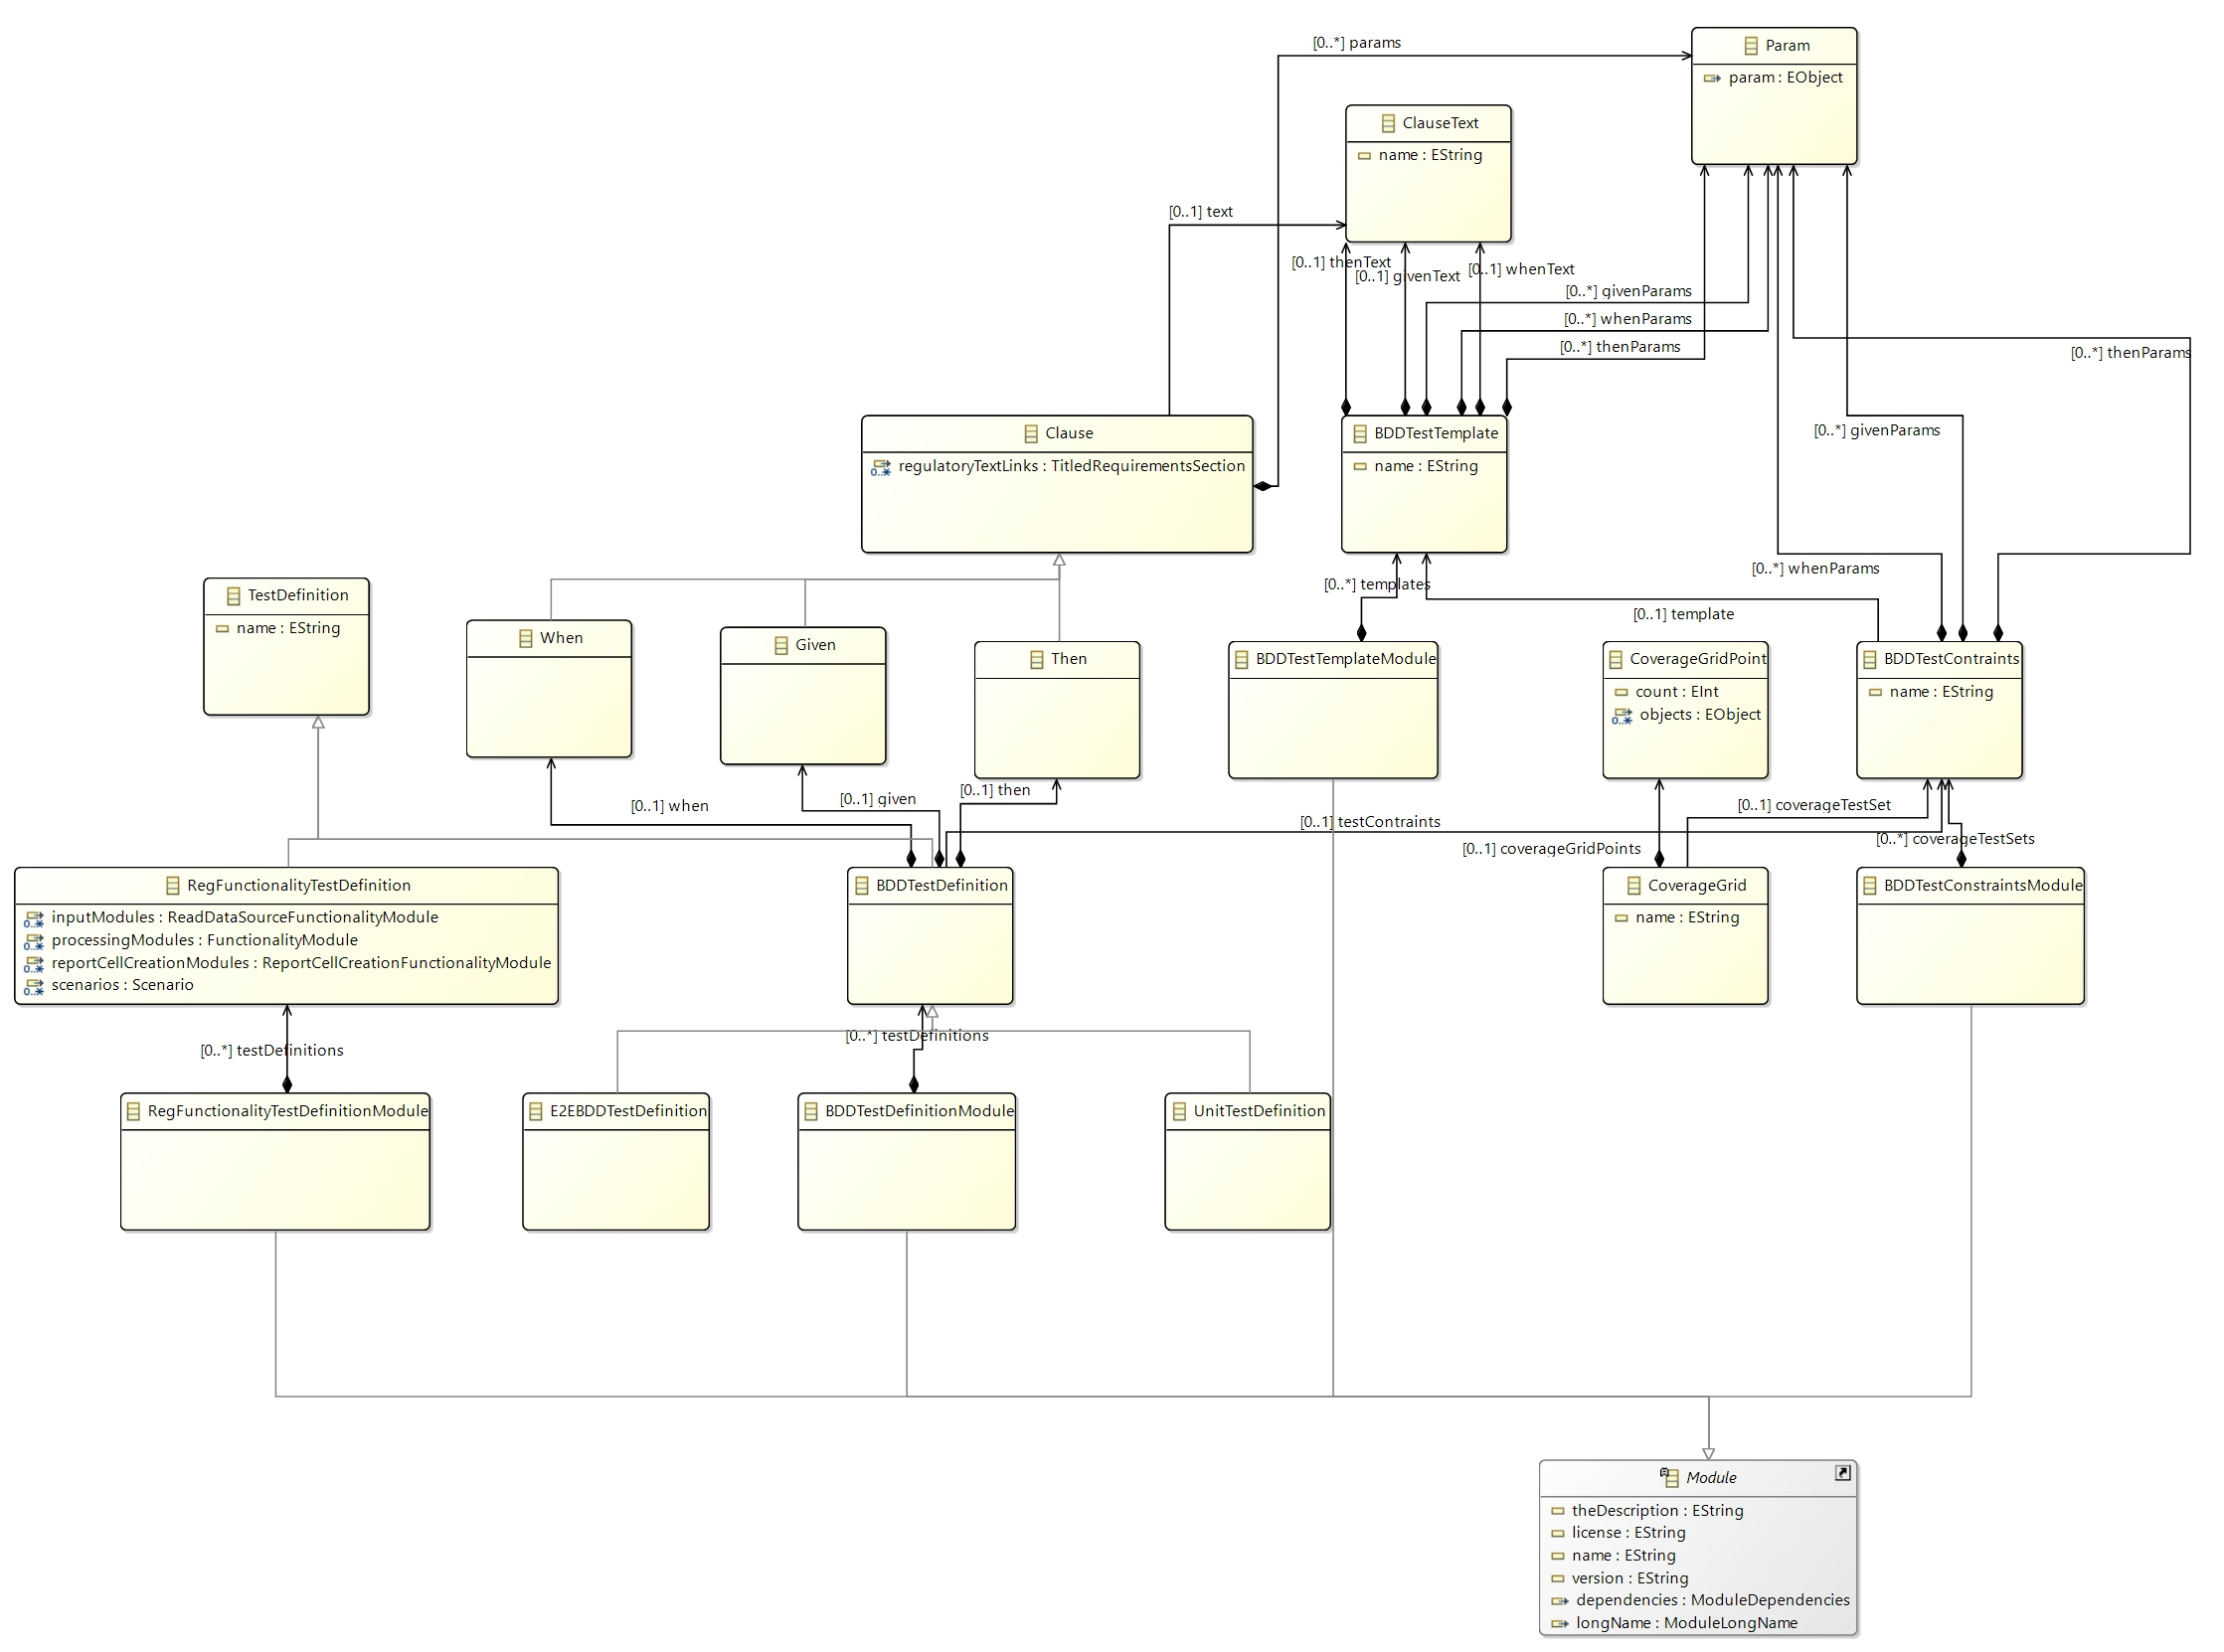 [0..*] params
Param
param : EObject
ClauseText
name : EString
[0..1] text
[0..1] thenText
[0..1] givenText
[0..1] whenText
[0..*] givenParams
[0..*] whenParams
[0..*] thenParams
[0..*] thenParams
Clause
regulatoryTextLinks : TitledRequirementsSection
BDDTestTemplate
name : EString
[0..*] givenParams
[0..*] whenParams
[0..*] templates
[0..1] template
TestDefinition
name : EString
When
Given
Then
BDDTestTemplateModule
CoverageGridPoint
count : EInt
objects : EObject
BDDTestContraints
name : EString
[0..1] when
[0..1] given
[0..1] then
[0..1] testContraints
[0..1] coverageTestSet
[0..*] coverageTestSets
[0..1] coverageGridPoints
RegFunctionalityTestDefinition
inputModules : ReadDataSourceFunctionalityModule
processingModules : FunctionalityModule
reportCellCreationModules : ReportCellCreationFunctionalityModule
scenarios : Scenario
BDDTestDefinition
CoverageGrid
name : EString
BDDTestConstraintsModule
[0..*] testDefinitions
[0..*] testDefinitions
RegFunctionalityTestDefinitionModule
E2EBDDTestDefinition
BDDTestDefinitionModule
UnitTestDefinition
Module
theDescription : EString
license : EString
name : EString
version : EString
dependencies : ModuleDependencies
longName : ModuleLongName